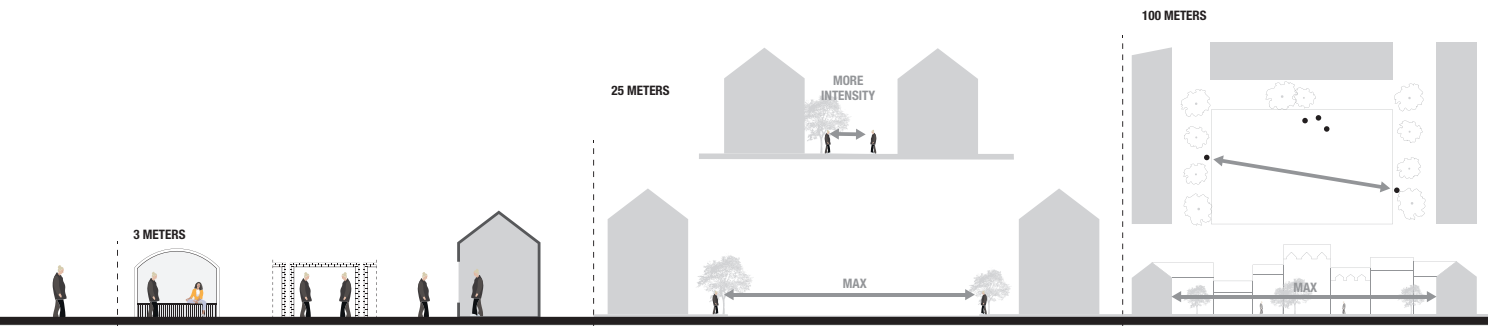 3 METERS
25 METERS
MORE
INTENSITY
MAX
100 METERS
MAX